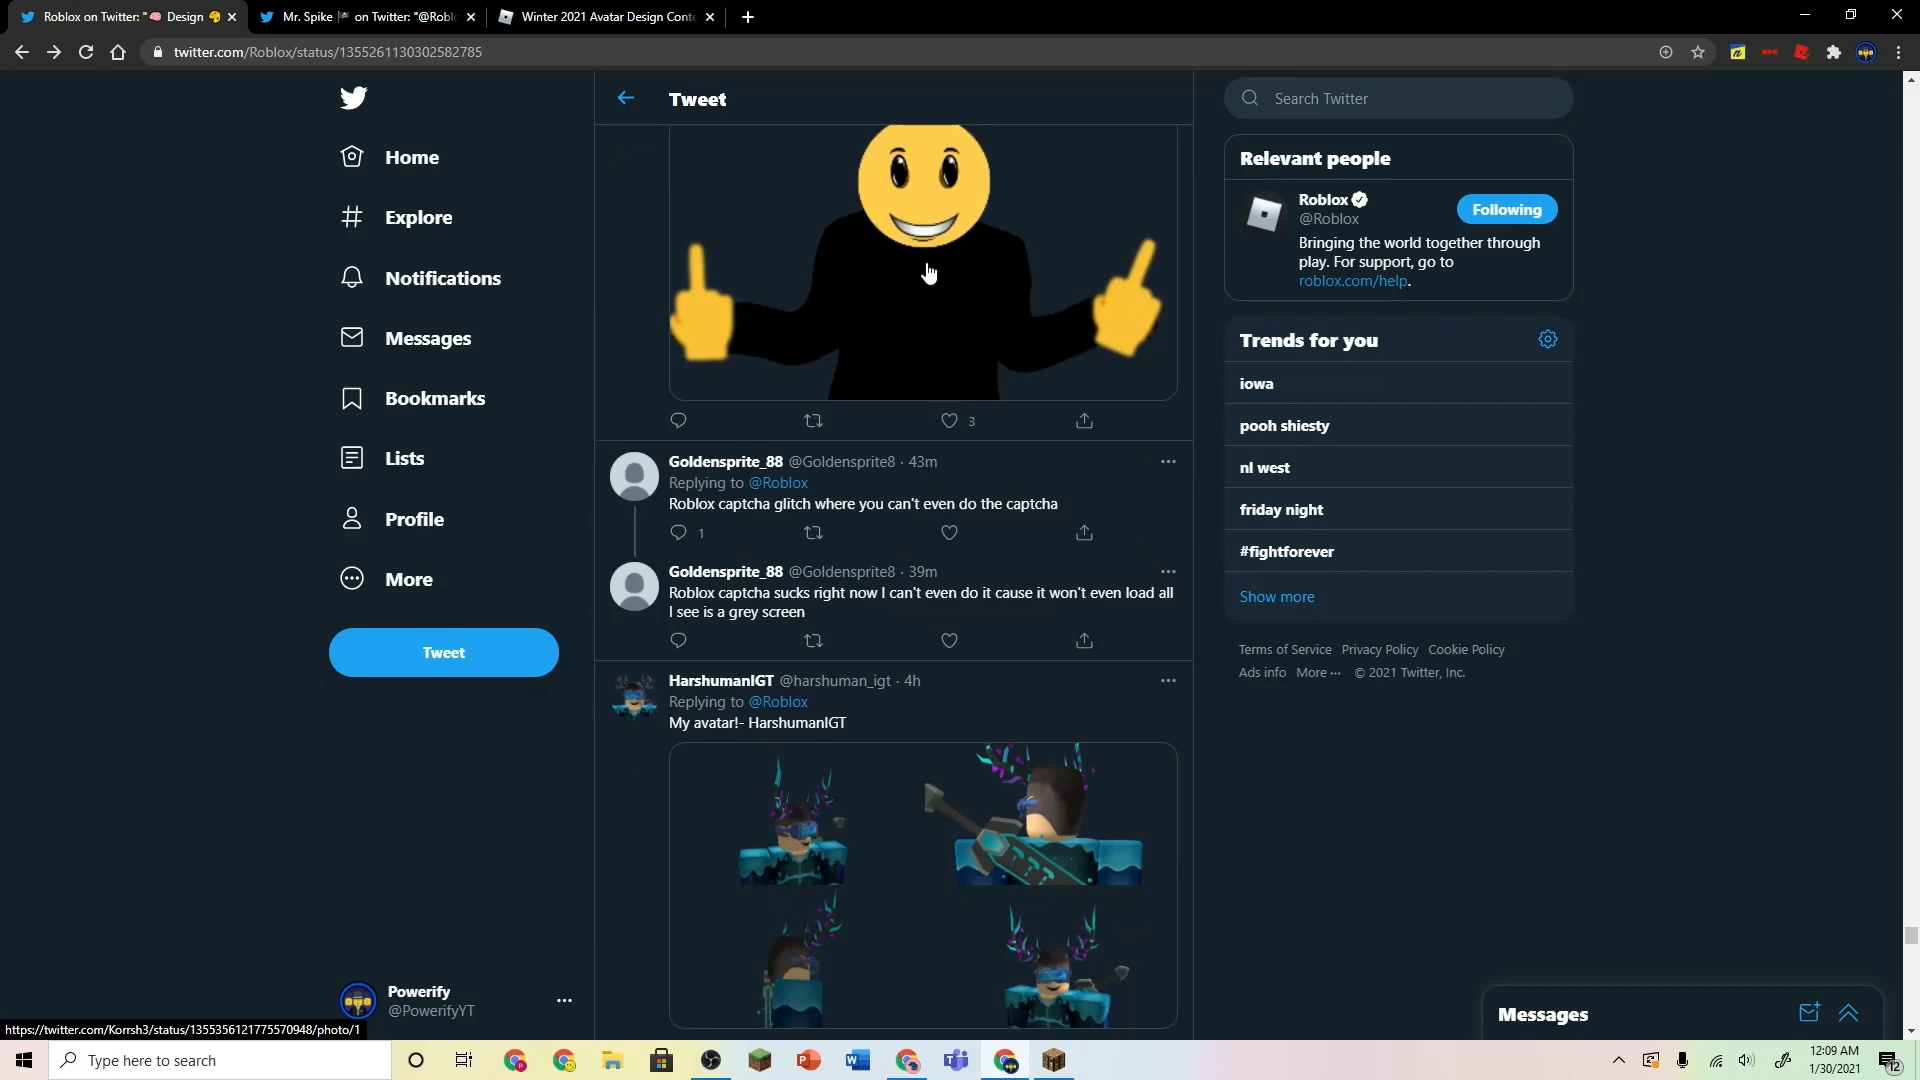 Roblox on Twitter: "🧠 Design 🤔
Mr. Spike 🏴 on Twitter: "@Roblo
Winter 2021 Avatar Design Conte
twitter.com/Roblox/status/1355261130302582785
Home
Explore
Notifications
Messages
Bookmarks
Lists
Profile
More
Tweet
Powerify
@PowerifyYT
https://twitter.com/Korrsh3/status/1355356121775570948/photo/1
Tweet
3
Goldensprite_88 @Goldensprite8 · 43m
Replying to @Roblox
Roblox captcha glitch where you can't even do the captcha
1
Goldensprite_88 @Goldensprite8 · 39m
Roblox captcha sucks right now I can't even do it cause it won't even load all
I see is a grey screen
HarshumanIGT @harshuman_igt · 4h
Replying to @Roblox
My avatar!- HarshumanIGT
Search Twitter
Relevant people
Roblox
@Roblox
Following
Bringing the world together through
play. For support, go to
roblox.com/help.
Trends for you
iowa
pooh shiesty
nl west
friday night
#fightforever
Show more
Terms of Service Privacy Policy Cookie Policy
Ads info More ··· © 2021 Twitter, Inc.
Messages
Type here to search
12:09 AM
1/30/2021
12